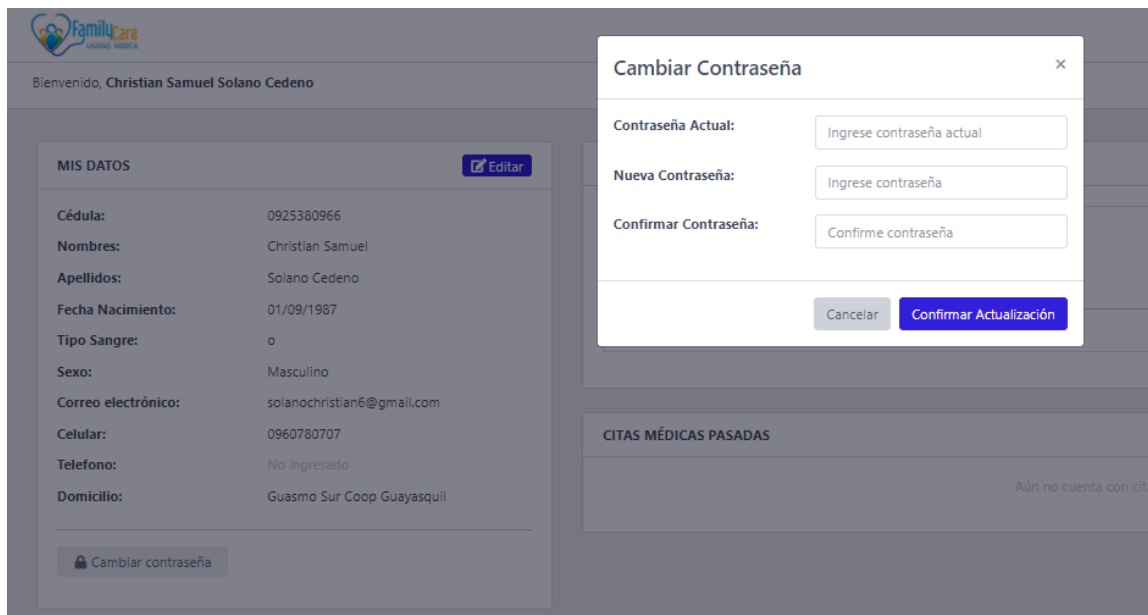 FamilyCare
UNIDAD MEDICA
Bienvenido, Christian Samuel Solano Cedeno
MIS DATOS
Editar
Cédula: 0925380966
Nombres: Christian Samuel
Apellidos: Solano Cedeno
Fecha Nacimiento: 01/09/1987
Tipo Sangre: o
Sexo: Masculino
Correo electrónico: solanochristian6@gmail.com
Celular: 0960780707
Telefono: No ingresado
Domicilio: Guasmo Sur Coop Guayasquil
Cambiar contraseña
Cambiar Contraseña ×
Contraseña Actual: Ingrese contraseña actual
Nueva Contraseña: Ingrese contraseña
Confirmar Contraseña: Confirme contraseña
Cancelar Confirmar Actualización
CITAS MÉDICAS PASADAS
Aún no cuenta con cit